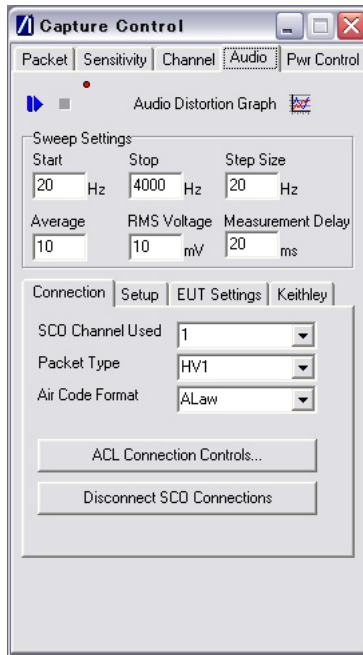 Capture Control
Packet Sensitivity Channel Audio Pwr Control
Audio Distortion Graph
Sweep Settings
Start Stop Step Size
20 Hz 4000 Hz 20 Hz
Average RMS Voltage Measurement Delay
10 10 mV 20 ms
Connection Setup EUT Settings Keithley
SCO Channel Used 1
Packet Type HV1
Air Code Format ALaw
ACL Connection Controls...
Disconnect SCO Connections